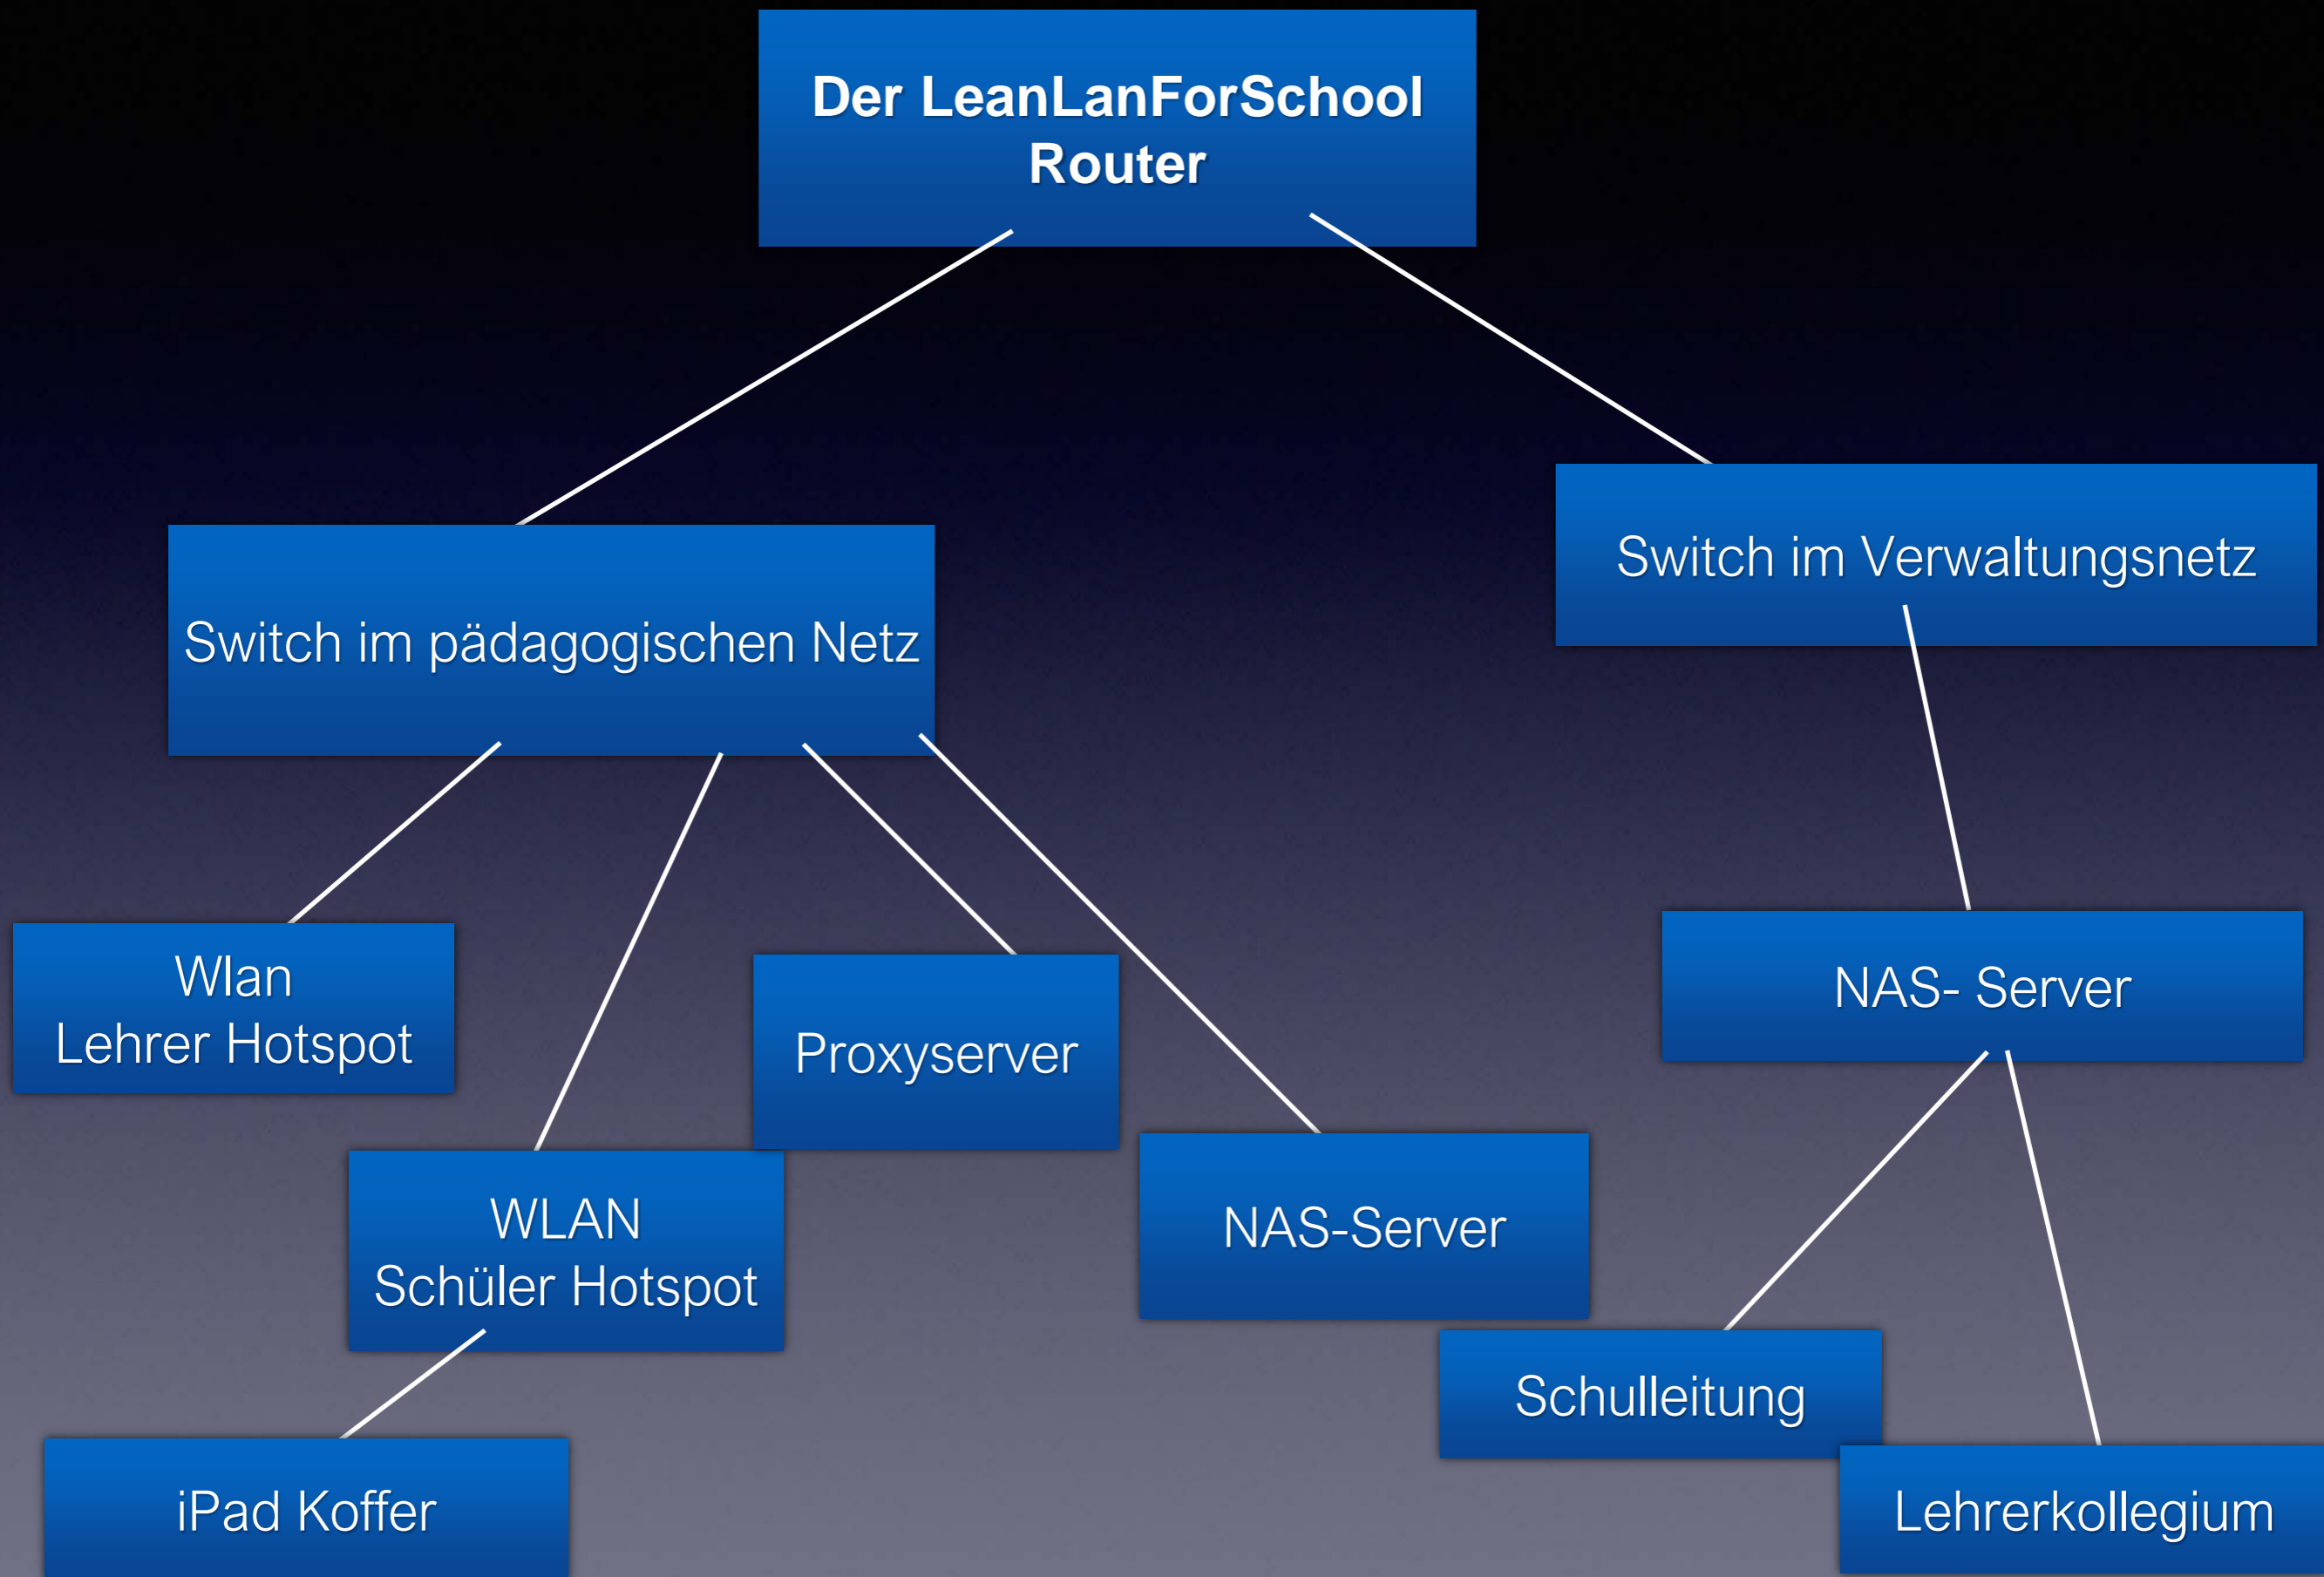 Der LeanLanForSchool
Router
Switch im Verwaltungsnetz
Switch im pädagogischen Netz
Wlan
Lehrer Hotspot
NAS- Server
Proxyserver
WLAN
Schüler Hotspot
NAS-Server
Schulleitung
iPad Koffer
Lehrerkollegium